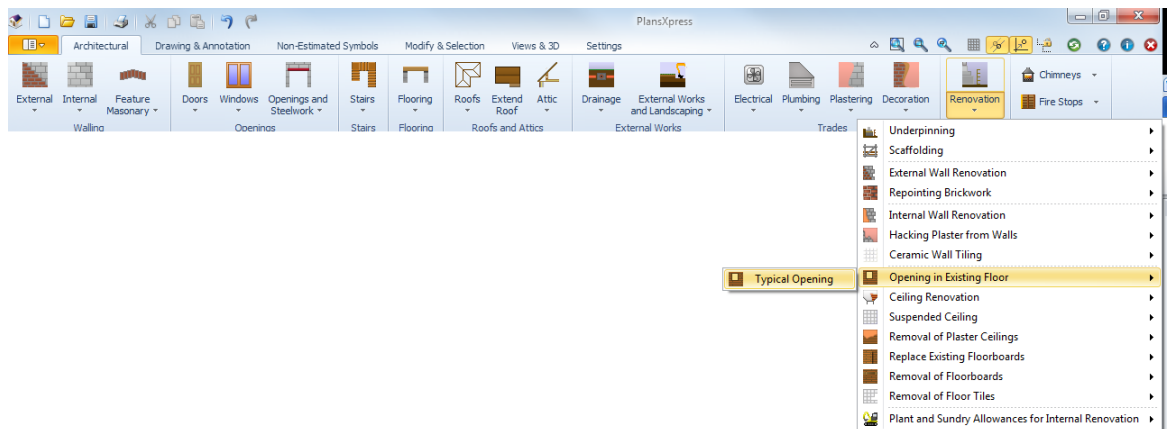 PlansXpress
Architectural Drawing & Annotation Non-Estimated Symbols Modify & Selection Views & 3D Settings
External Internal Feature Masonary Doors Windows Openings and Steelwork Stairs Flooring Roofs Extend Roof Attic Drainage External Works and Landscaping Electrical Plumbing Plastering Decoration Renovation Chimneys
Fire Stops
Walling Openings Stairs Flooring Roofs and Attics External Works Trades
Underpinning
Scaffolding
External Wall Renovation
Repointing Brickwork
Internal Wall Renovation
Hacking Plaster from Walls
Ceramic Wall Tiling
Typical Opening Opening in Existing Floor
Ceiling Renovation
Suspended Ceiling
Removal of Plaster Ceilings
Replace Existing Floorboards
Removal of Floorboards
Removal of Floor Tiles
Plant and Sundry Allowances for Internal Renovation